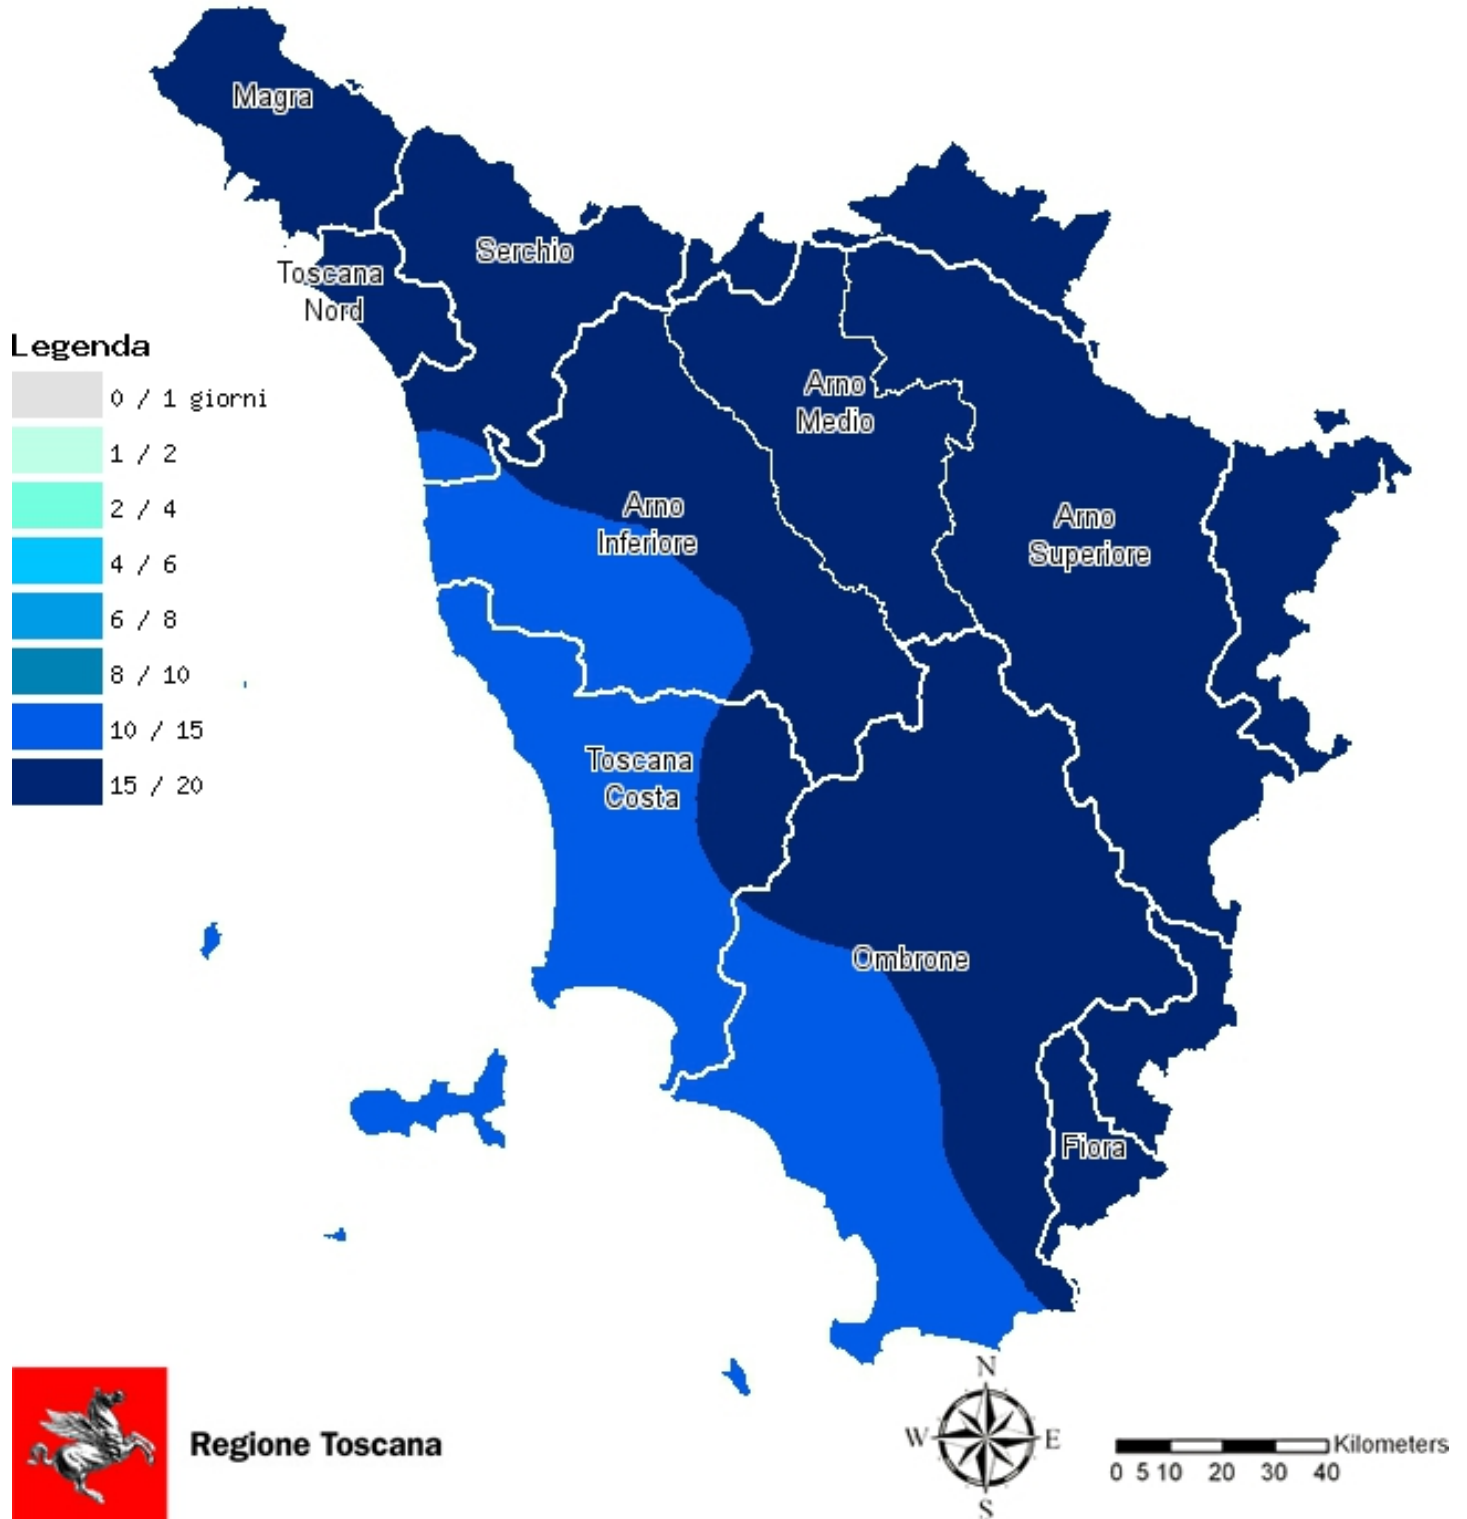 Magra
Serchio
Toscana
Nord
Legenda
0 / 1 giorni
1 / 2
2 / 4
4 / 6
6 / 8
8 / 10
10 / 15
15 / 20
Arno
Medio
Arno
Inferiore
Arno
Superiore
Toscana
Costa
Ombrone
Fiora
Regione Toscana
N
W E
S
Kilometers
0 5 10 20 30 40